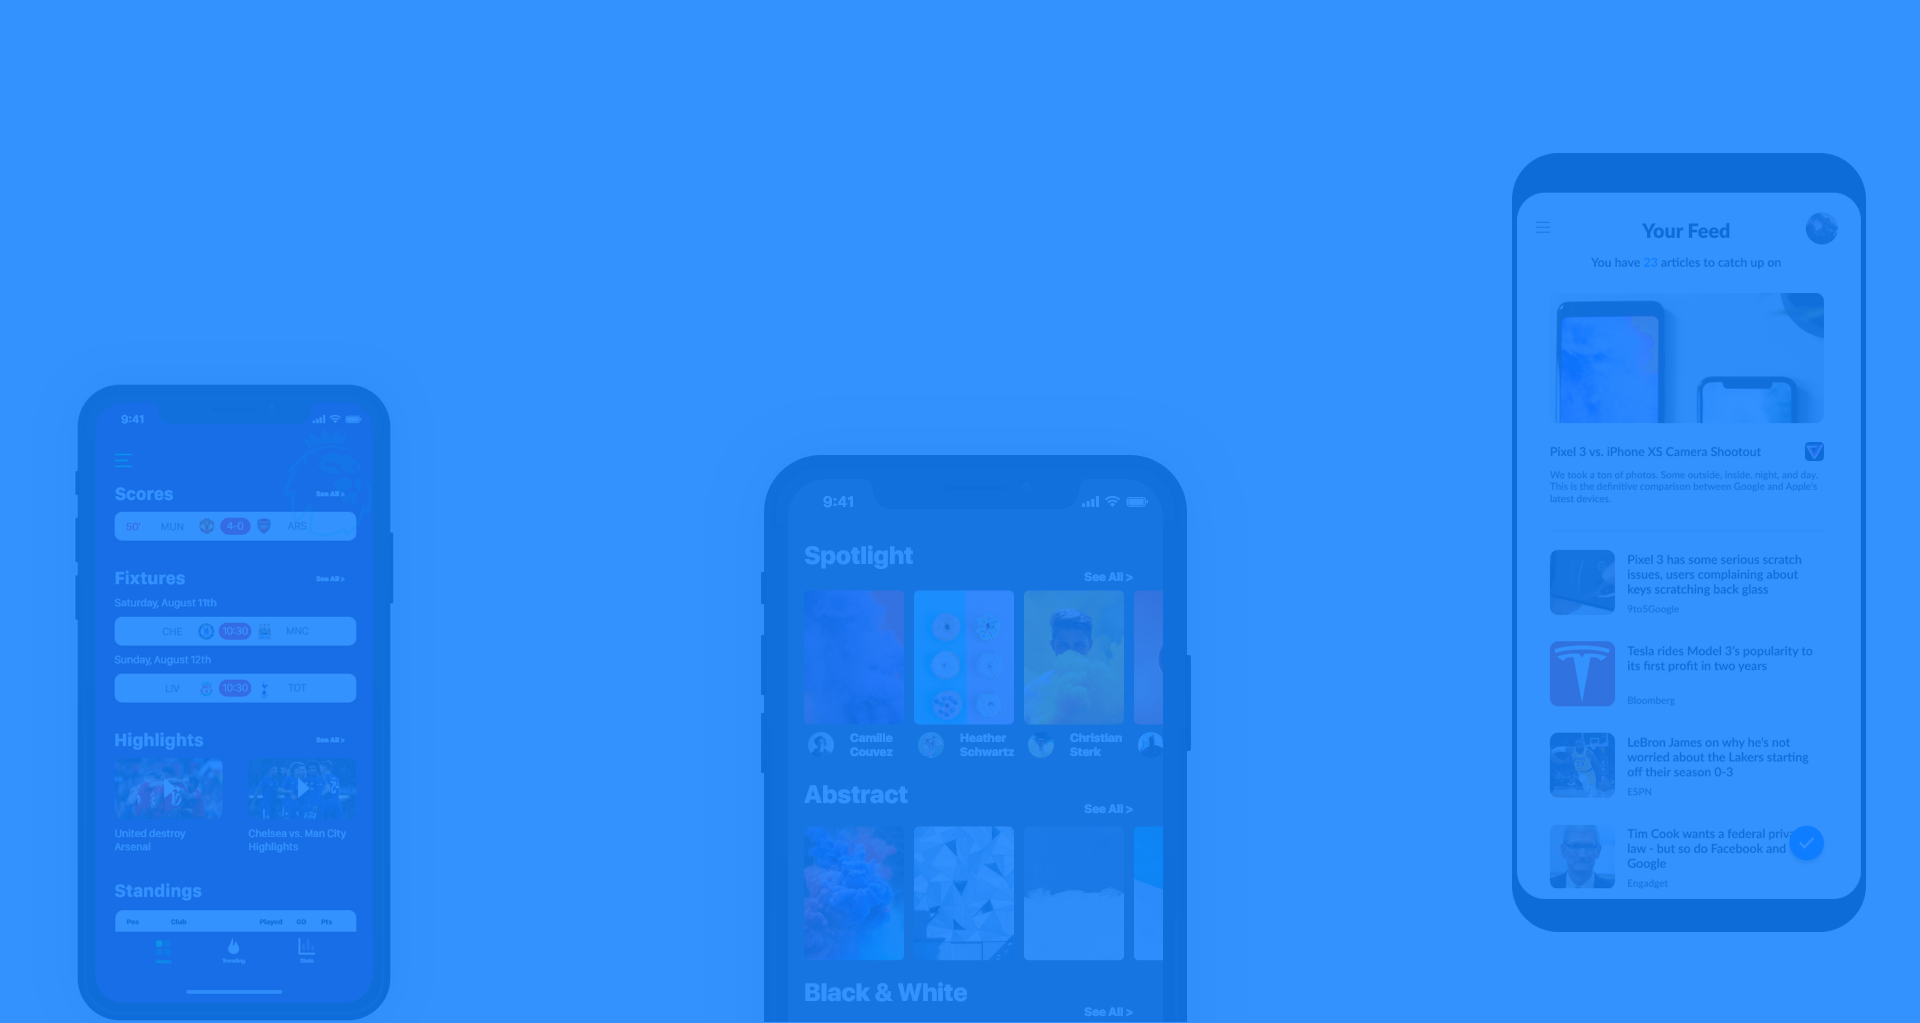 9:41
Scores
See All >
50' MUN 4-0 ARS
Fixtures
See All >
Saturday, August 11th
CHE 10:30 MNC
Sunday, August 12th
LIV 10:30 TOT
Highlights
See All >
United destroy
Arsenal
Chelsea vs. Man City
Highlights
Standings
Pos Club Played GD Pts
Trending
Stats
9:41
Spotlight
See All >
Camille
Couvez
Heather
Schwartz
Christian
Sterk
Abstract
See All >
Black & White
See All >
Your Feed
You have 23 articles to catch up on
Pixel 3 vs. iPhone XS Camera Shootout
We took a ton of photos. Some outside, inside, night, and day.
This is the definitive comparison between Google and Apple's
latest devices.
Pixel 3 has some serious scratch
issues, users complaining about
keys scratching back glass
9to5Google
Tesla rides Model 3's popularity to
its first profit in two years
Bloomberg
LeBron James on why he's not
worried about the Lakers starting
off their season 0-3
ESPN
Tim Cook wants a federal priva
law - but so do Facebook and
Google
Engadget